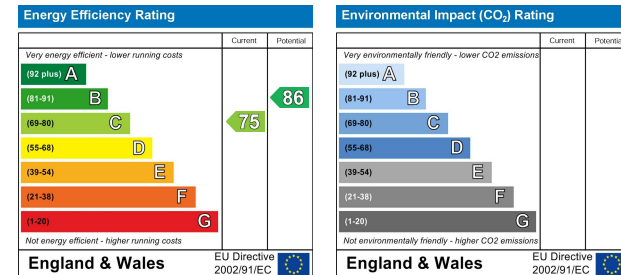 Energy Efficiency Rating
Current Potential
Very energy efficient - lower running costs
(92 plus) A
(81-91) B
86
(69-80) C
75
(55-68) D
(39-54) E
(21-38) F
(1-20) G
Not energy efficient - higher running costs
England & Wales
EU Directive
2002/91/EC
Environmental Impact (CO₂) Rating
Current Potentia
Very environmentally friendly - lower CO2 emissions
(92 plus) A
(81-91) B
(69-80) C
(55-68) D
(39-54) E
(21-38) F
(1-20) G
Not environmentally friendly - higher CO2 emissions
England & Wales
EU Directive
2002/91/EC